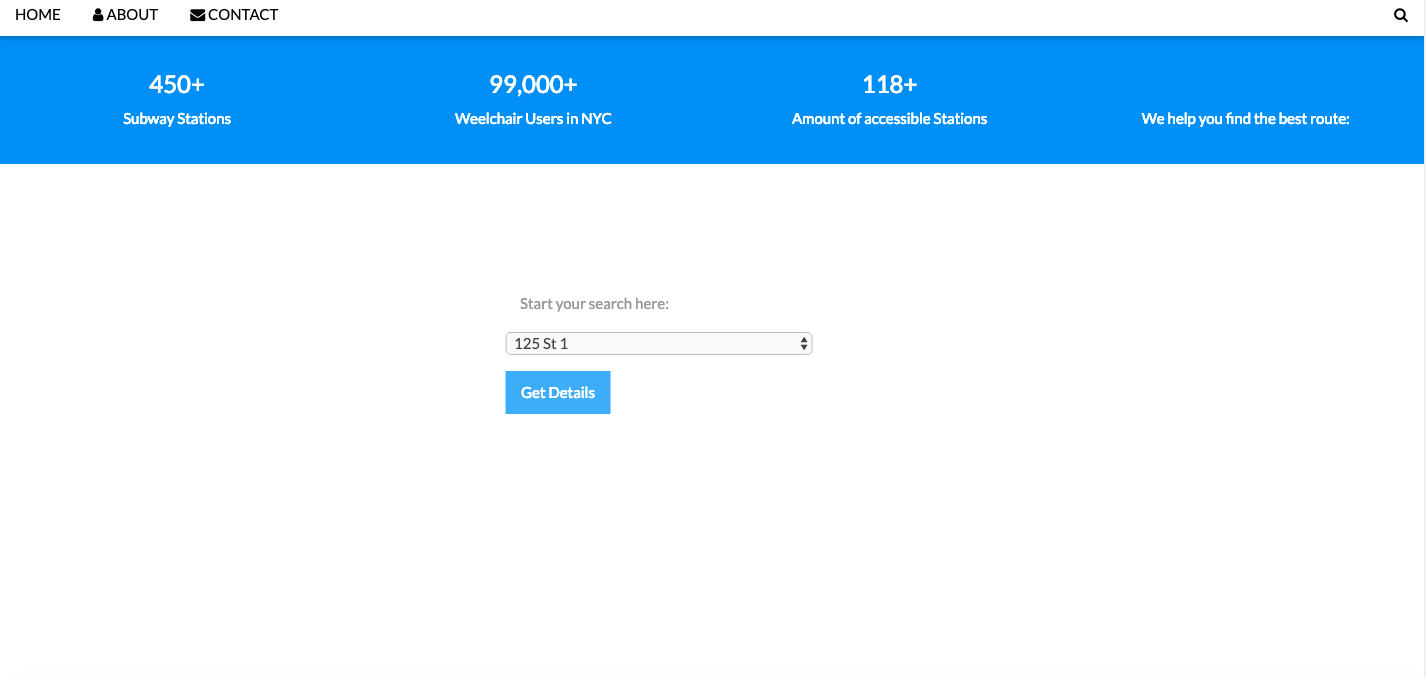 HOME ABOUT CONTACT
450+ 99,000+ 118+
Subway Stations Weelchair Users in NYC Amount of accessible Stations We help you find the best route:
Start your search here:
125 St 1
Get Details